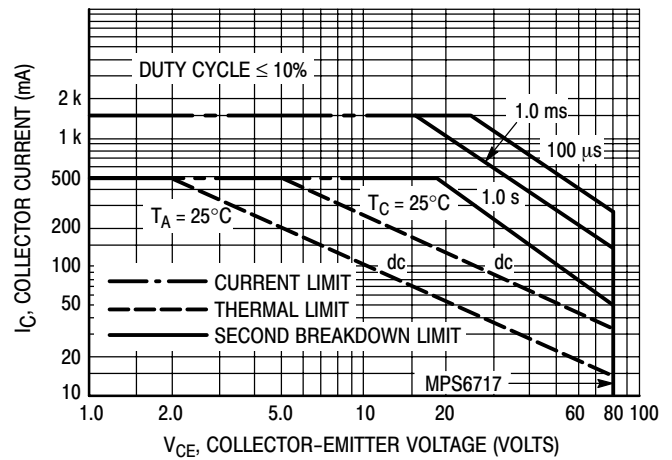 I_C, COLLECTOR CURRENT (mA)
2 k
1 k
500
200
100
50
20
10
DUTY CYCLE ≤ 10%
1.0 ms
100 µs
1.0 s
T_A = 25°C
T_C = 25°C
dc
dc
CURRENT LIMIT
THERMAL LIMIT
SECOND BREAKDOWN LIMIT
MPS6717
1.0 2.0 5.0 10 20 60 80 100
V_CE, COLLECTOR–EMITTER VOLTAGE (VOLTS)